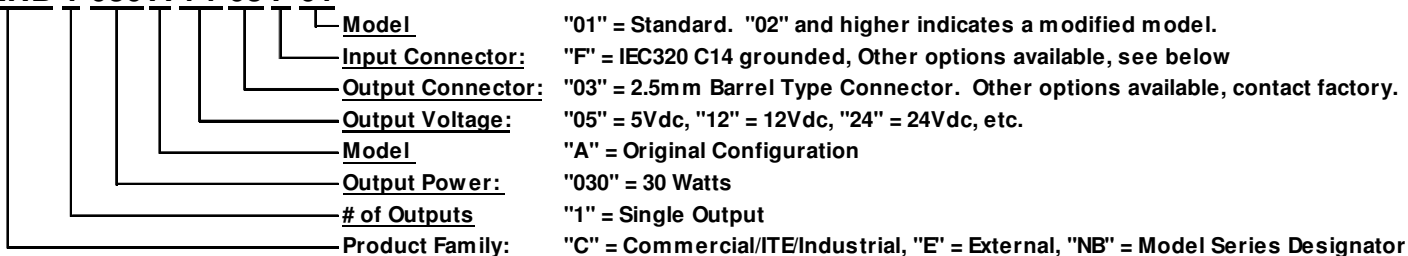 Model "01" = Standard. "02" and higher indicates a modified model.
Input Connector: "F" = IEC320 C14 grounded, Other options available, see below
Output Connector: "03" = 2.5mm Barrel Type Connector. Other options available, contact factory.
Output Voltage: "05" = 5Vdc, "12" = 12Vdc, "24" = 24Vdc, etc.
Model "A" = Original Configuration
Output Power: "030" = 30 Watts
# of Outputs "1" = Single Output
Product Family: "C" = Commercial/ITE/Industrial, "E" = External, "NB" = Model Series Designator